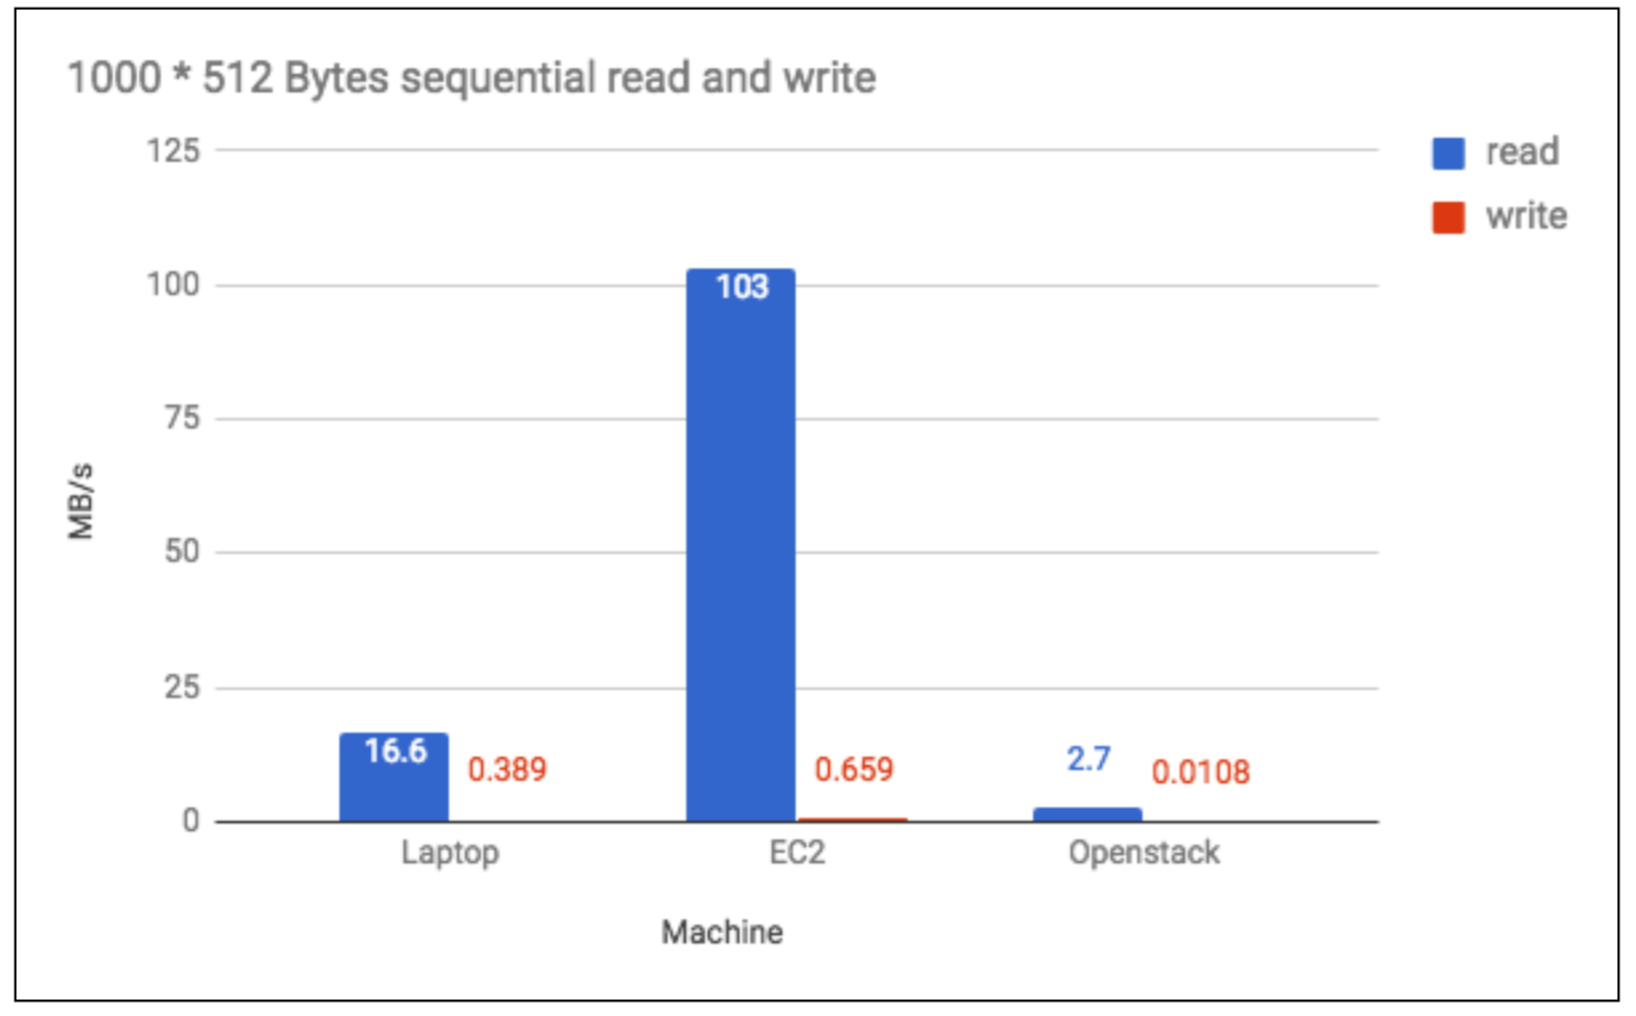 1000 * 512 Bytes sequential read and write
125
100
75
50
25
0
MB/s
read
write
16.6
0.389
103
0.659
2.7
0.0108
Laptop
EC2
Openstack
Machine